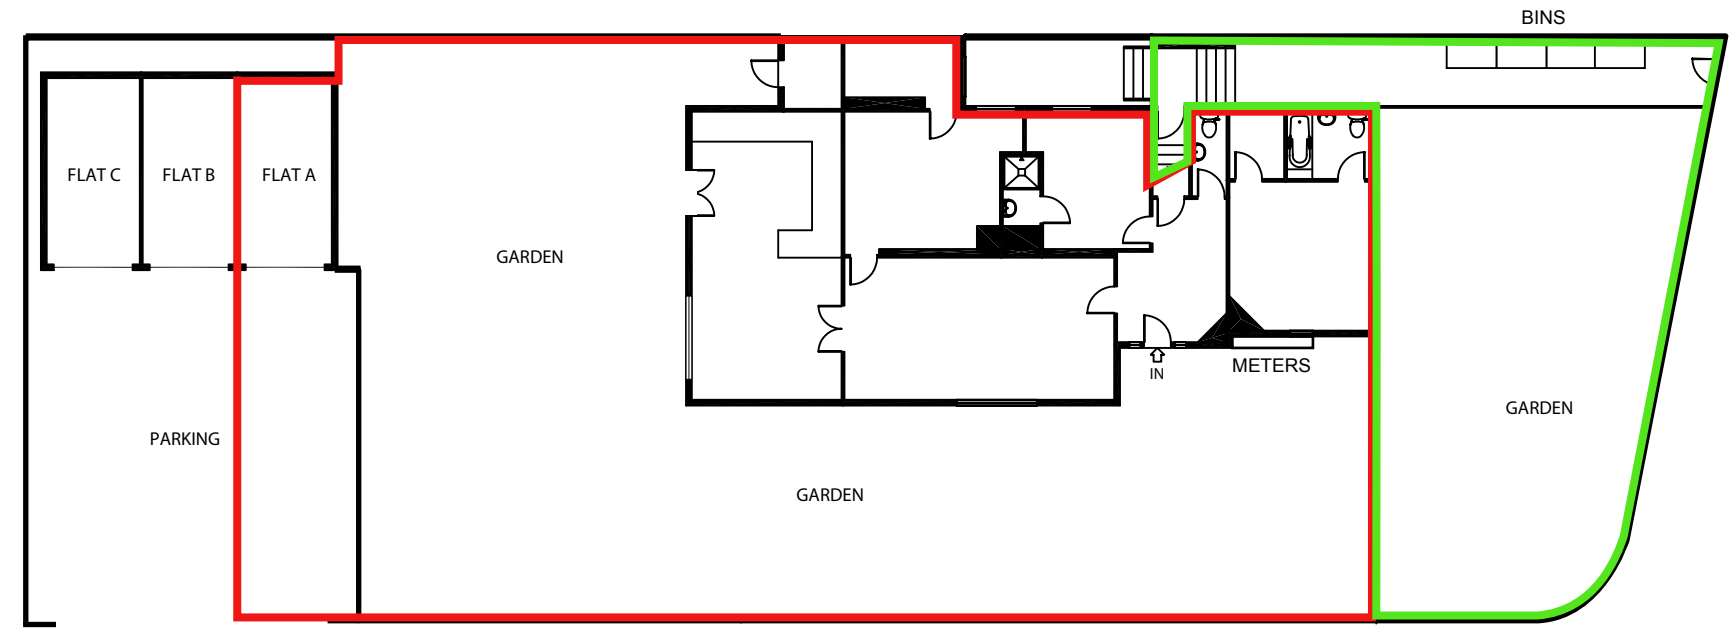 BINS
FLAT C
FLAT B
FLAT A
GARDEN
IN
METERS
GARDEN
PARKING
GARDEN